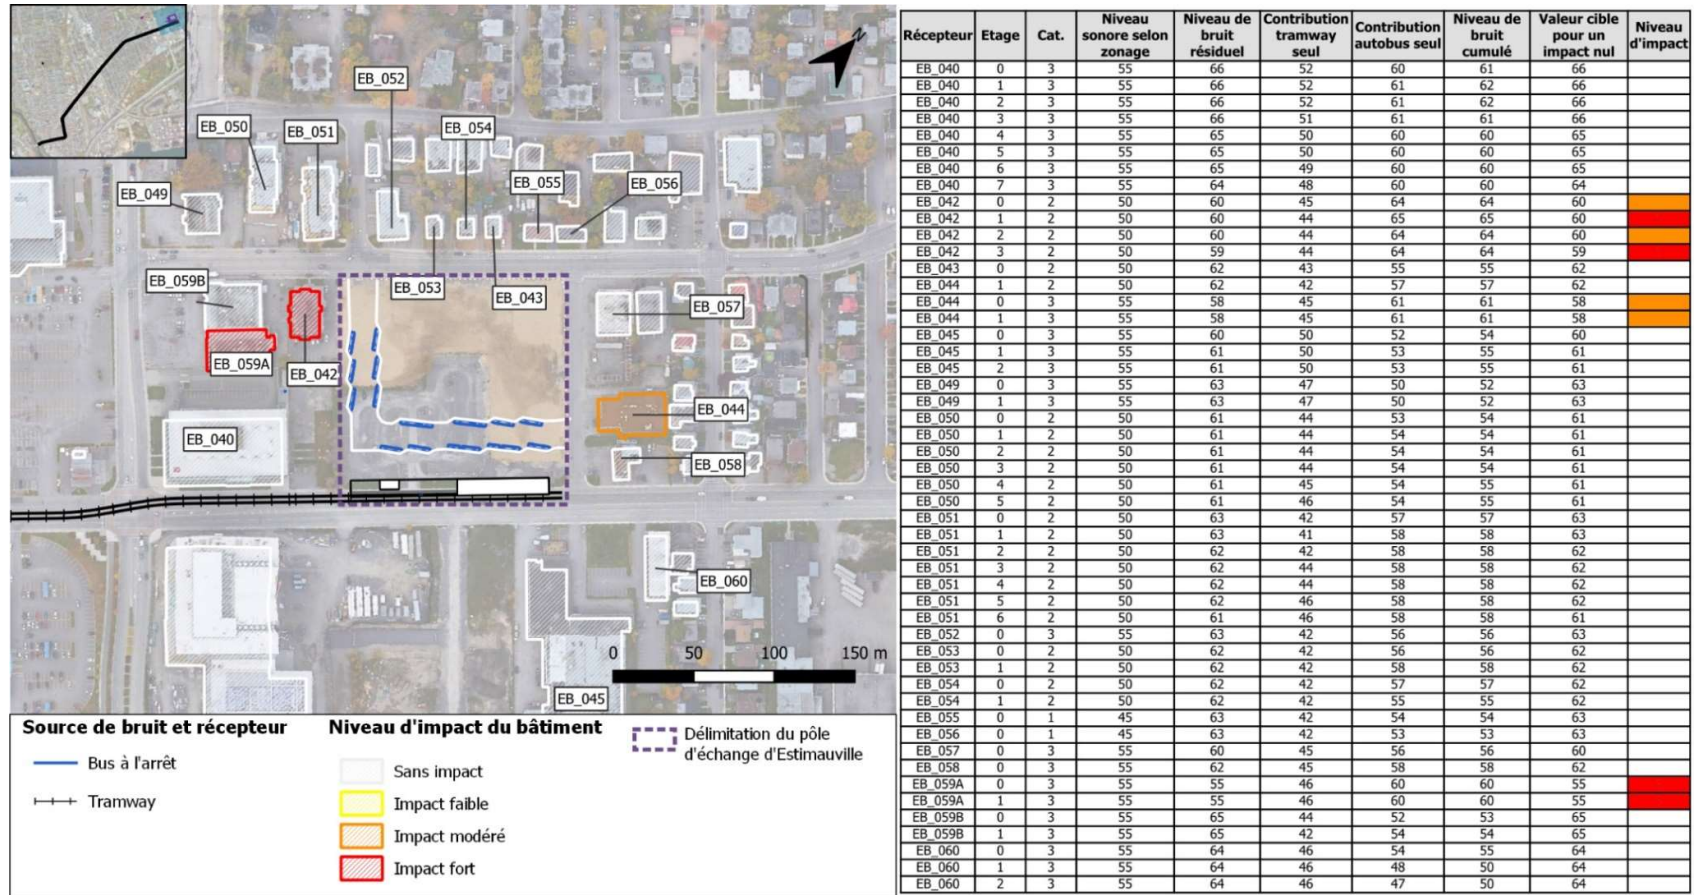 N
EB_052
EB_050
EB_051
EB_054
EB_049
EB_055
EB_056
EB_059B
EB_053
EB_043
EB_057
EB_059A
EB_042
EB_044
EB_040
EB_058
EB_060
EB_045
0 50 100 150 m
Source de bruit et récepteur
Bus à l'arrêt
Tramway
Niveau d'impact du bâtiment
Sans impact
Impact faible
Impact modéré
Impact fort
Délimitation du pôle
d'échange d'Estimauville
Récepteur Etage Cat. Niveau sonore selon zonage Niveau de bruit résiduel Contribution tramway seul Contribution autobus seul Niveau de bruit cumulé Valeur cible pour un impact nul Niveau d'impact
EB_040 0 3 55 66 52 60 61 66
EB_040 1 3 55 66 52 61 62 66
EB_040 2 3 55 66 52 61 62 66
EB_040 3 3 55 66 51 61 61 66
EB_040 4 3 55 65 50 60 60 65
EB_040 5 3 55 65 50 60 60 65
EB_040 6 3 55 65 49 60 60 65
EB_040 7 3 55 64 48 60 60 64
EB_042 0 2 50 60 45 64 64 60
EB_042 1 2 50 60 44 65 65 60
EB_042 2 2 50 60 44 64 64 60
EB_042 3 2 50 59 44 64 64 59
EB_043 0 2 50 62 43 55 55 62
EB_044 1 2 50 62 42 57 57 62
EB_044 0 3 55 58 45 61 61 58
EB_044 1 3 55 58 45 61 61 58
EB_045 0 3 55 60 50 52 54 60
EB_045 1 3 55 61 50 53 55 61
EB_045 2 3 55 61 50 53 55 61
EB_049 0 3 55 63 47 50 52 63
EB_049 1 3 55 63 47 50 52 63
EB_050 0 2 50 61 44 53 54 61
EB_050 1 2 50 61 44 54 54 61
EB_050 2 2 50 61 44 54 54 61
EB_050 3 2 50 61 44 54 54 61
EB_050 4 2 50 61 45 54 55 61
EB_050 5 2 50 61 46 54 55 61
EB_051 0 2 50 63 42 57 57 63
EB_051 1 2 50 63 41 58 58 63
EB_051 2 2 50 62 42 58 58 62
EB_051 3 2 50 62 44 58 58 62
EB_051 4 2 50 62 44 58 58 62
EB_051 5 2 50 62 46 58 58 62
EB_051 6 2 50 61 46 58 58 61
EB_052 0 3 55 63 42 56 56 63
EB_053 0 2 50 62 42 56 56 62
EB_053 1 2 50 62 42 58 58 62
EB_054 0 2 50 62 42 57 57 62
EB_054 1 2 50 62 42 55 55 62
EB_055 0 1 45 63 42 54 54 63
EB_056 0 1 45 63 42 53 53 63
EB_057 0 3 55 60 45 56 56 60
EB_058 0 3 55 62 45 58 58 62
EB_059A 0 3 55 55 46 60 60 55
EB_059A 1 3 55 55 46 60 60 55
EB_059B 0 3 55 65 44 52 53 65
EB_059B 1 3 55 65 42 54 54 65
EB_060 0 3 55 64 46 54 55 64
EB_060 1 3 55 64 46 48 50 64
EB_060 2 3 55 64 46 47 50 64